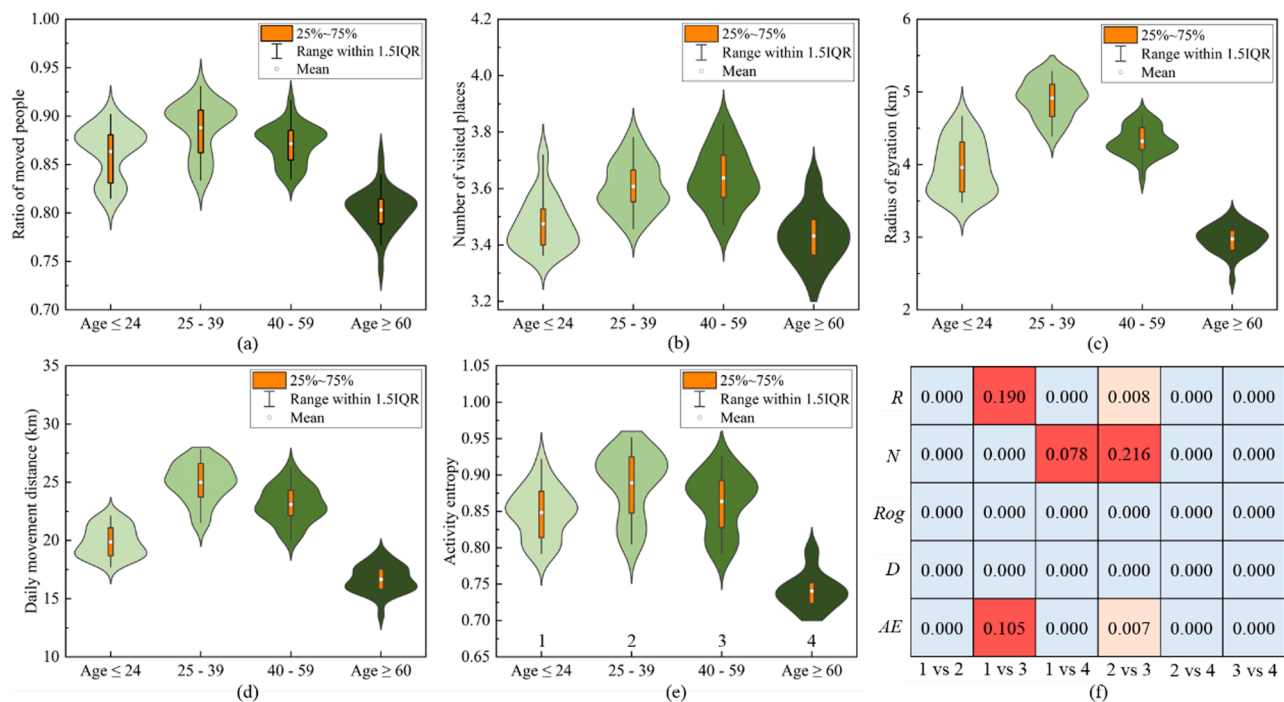 1.00
0.95
0.90
0.85
0.80
0.75
0.70
Ratio of moved people
25%~75%
Range within 1.5IQR
Mean
Age ≤ 24
25 - 39
40 - 59
Age ≥ 60
(a)
4.2
4.0
3.8
3.6
3.4
3.2
Number of visited places
25%~75%
Range within 1.5IQR
Mean
Age ≤ 24
25 - 39
40 - 59
Age ≥ 60
(b)
6
5
4
3
2
Radius of gyration (km)
25%~75%
Range within 1.5IQR
Mean
Age ≤ 24
25 - 39
40 - 59
Age ≥ 60
(c)
35
30
25
20
15
10
Daily movement distance (km)
25%~75%
Range within 1.5IQR
Mean
Age ≤ 24
25 - 39
40 - 59
Age ≥ 60
(d)
1.05
1.00
0.95
0.90
0.85
0.80
0.75
0.70
0.65
Activity entropy
25%~75%
Range within 1.5IQR
Mean
1 2 3 4
Age ≤ 24
25 - 39
40 - 59
Age ≥ 60
(e)
R 0.000 0.190 0.000 0.008 0.000 0.000
N 0.000 0.000 0.078 0.216 0.000 0.000
Rog 0.000 0.000 0.000 0.000 0.000 0.000
D 0.000 0.000 0.000 0.000 0.000 0.000
AE 0.000 0.105 0.000 0.007 0.000 0.000
1 vs 2 1 vs 3 1 vs 4 2 vs 3 2 vs 4 3 vs 4
(f)